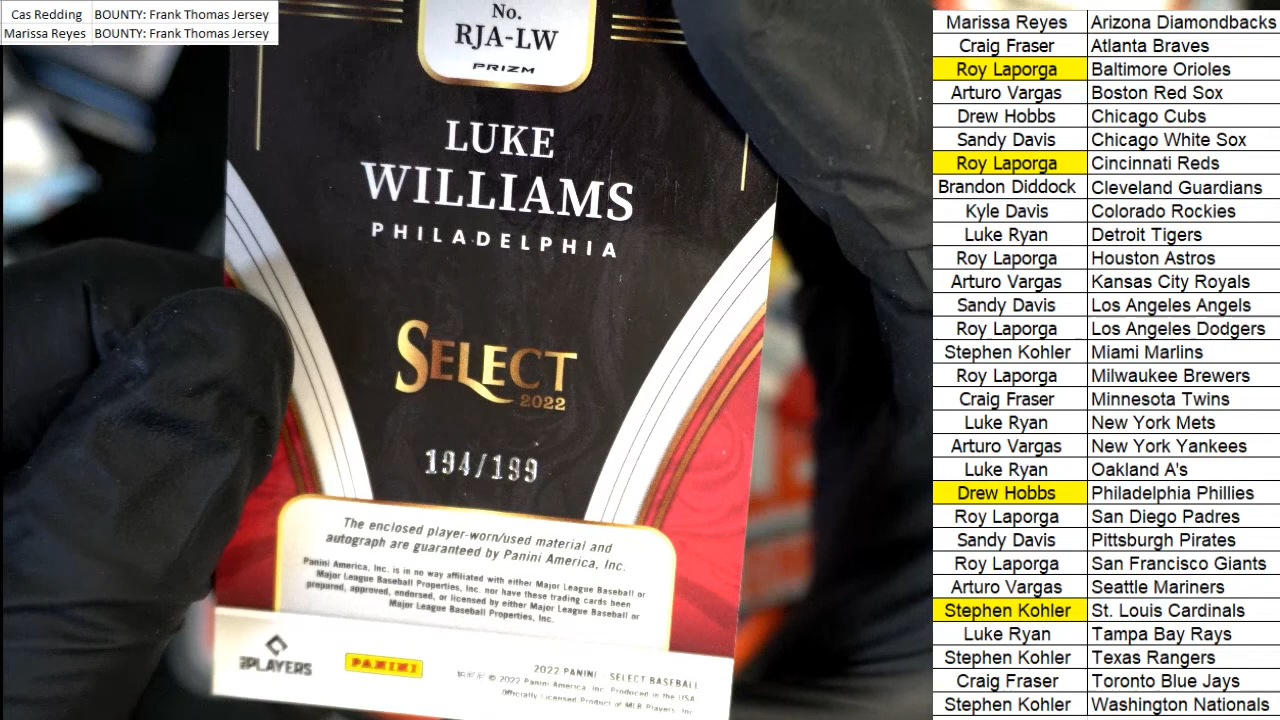 Cas Redding BOUNTY: Frank Thomas Jersey
Marissa Reyes BOUNTY: Frank Thomas Jersey
No.
RJA-LW
PRIZM
LUKE
WILLIAMS
PHILADELPHIA
SELECT
2022
194/199
The enclosed player-worn/used material and
autograph are guaranteed by Panini America, Inc.
Panini America, Inc. is in no way affiliated with either Major League Baseball or
Major League Baseball Properties, Inc. nor have these trading cards been
prepared, approved, endorsed, or licensed by either Major League Baseball or
Major League Baseball Properties, Inc.
PLAYERS
PANINI
2022 PANINI - SELECT BASEBALL
© 2022 Panini America, Inc. Produced in the USA
Officially Licensed Product of MLB Players, Inc.
Marissa Reyes Arizona Diamondbacks
Craig Fraser Atlanta Braves
Roy Laporga Baltimore Orioles
Arturo Vargas Boston Red Sox
Drew Hobbs Chicago Cubs
Sandy Davis Chicago White Sox
Roy Laporga Cincinnati Reds
Brandon Diddock Cleveland Guardians
Kyle Davis Colorado Rockies
Luke Ryan Detroit Tigers
Roy Laporga Houston Astros
Arturo Vargas Kansas City Royals
Sandy Davis Los Angeles Angels
Roy Laporga Los Angeles Dodgers
Stephen Kohler Miami Marlins
Roy Laporga Milwaukee Brewers
Craig Fraser Minnesota Twins
Luke Ryan New York Mets
Arturo Vargas New York Yankees
Luke Ryan Oakland A's
Drew Hobbs Philadelphia Phillies
Roy Laporga San Diego Padres
Sandy Davis Pittsburgh Pirates
Roy Laporga San Francisco Giants
Arturo Vargas Seattle Mariners
Stephen Kohler St. Louis Cardinals
Luke Ryan Tampa Bay Rays
Stephen Kohler Texas Rangers
Craig Fraser Toronto Blue Jays
Stephen Kohler Washington Nationals